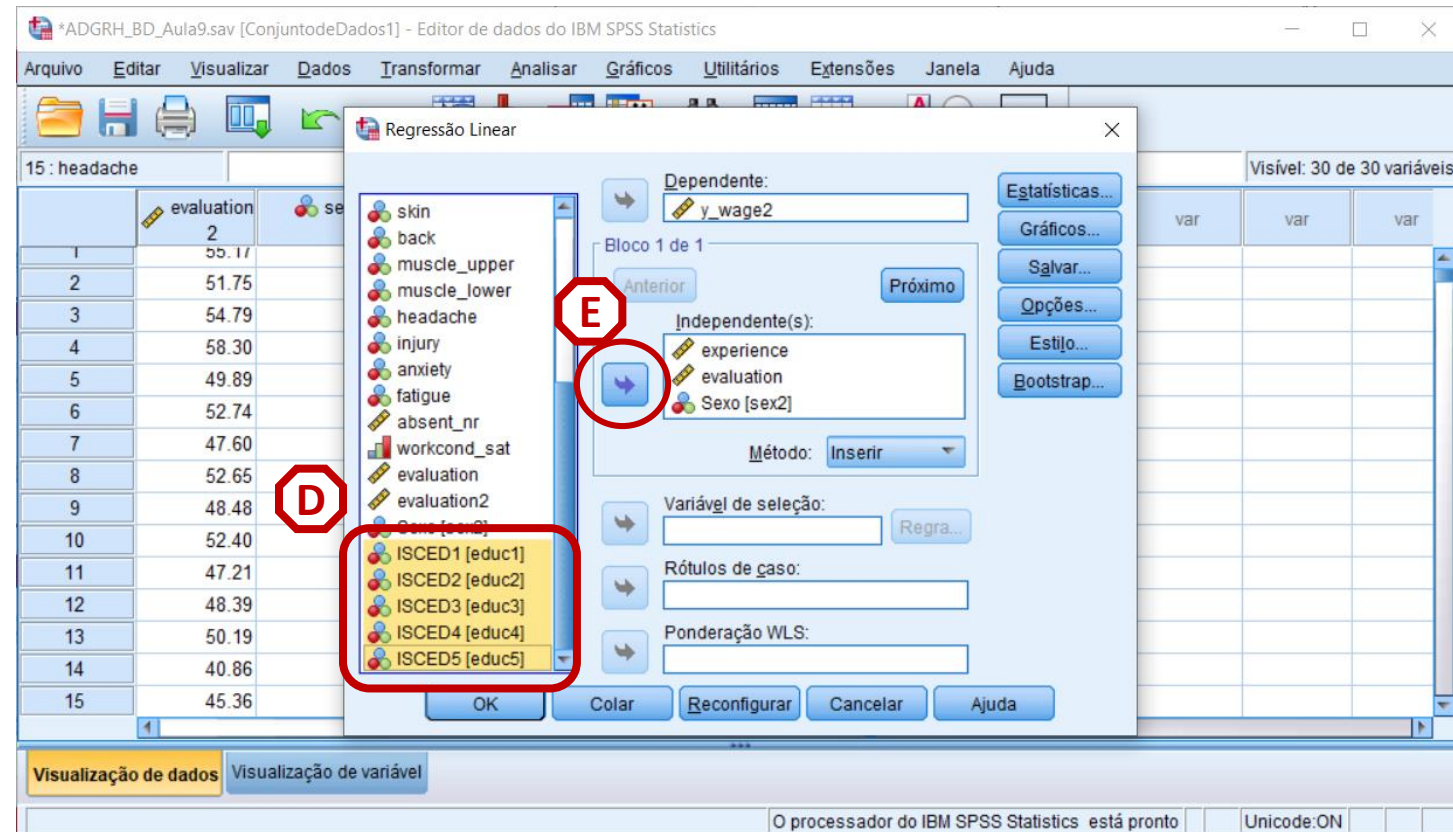 *ADGRH_BD_Aula9.sav [ConjuntodeDados1] - Editor de dados do IBM SPSS Statistics
Arquivo Editar Visualizar Dados Transformar Analisar Gráficos Utilitários Extensões Janela Ajuda
15 : headache
Visível: 30 de 30 variáveis
evaluation
2
se
var var var
1 55.17
2 51.75
3 54.79
4 58.30
5 49.89
6 52.74
7 47.60
8 52.65
9 48.48
10 52.40
11 47.21
12 48.39
13 50.19
14 40.86
15 45.36
Regressão Linear
skin
back
muscle_upper
muscle_lower
headache
injury
anxiety
fatigue
absent_nr
workcond_sat
evaluation
evaluation2
Sexo [sex2]
ISCED1 [educ1]
ISCED2 [educ2]
ISCED3 [educ3]
ISCED4 [educ4]
ISCED5 [educ5]
D
E
Dependente:
y_wage2
Bloco 1 de 1
Anterior Próximo
Independente(s):
experience
evaluation
Sexo [sex2]
Método: Inserir
Variável de seleção:
Regra...
Rótulos de caso:
Ponderação WLS:
Estatísticas...
Gráficos...
Salvar...
Opções...
Estilo...
Bootstrap...
OK Colar Reconfigurar Cancelar Ajuda
Visualização de dados Visualização de variável
O processador do IBM SPSS Statistics está pronto Unicode:ON